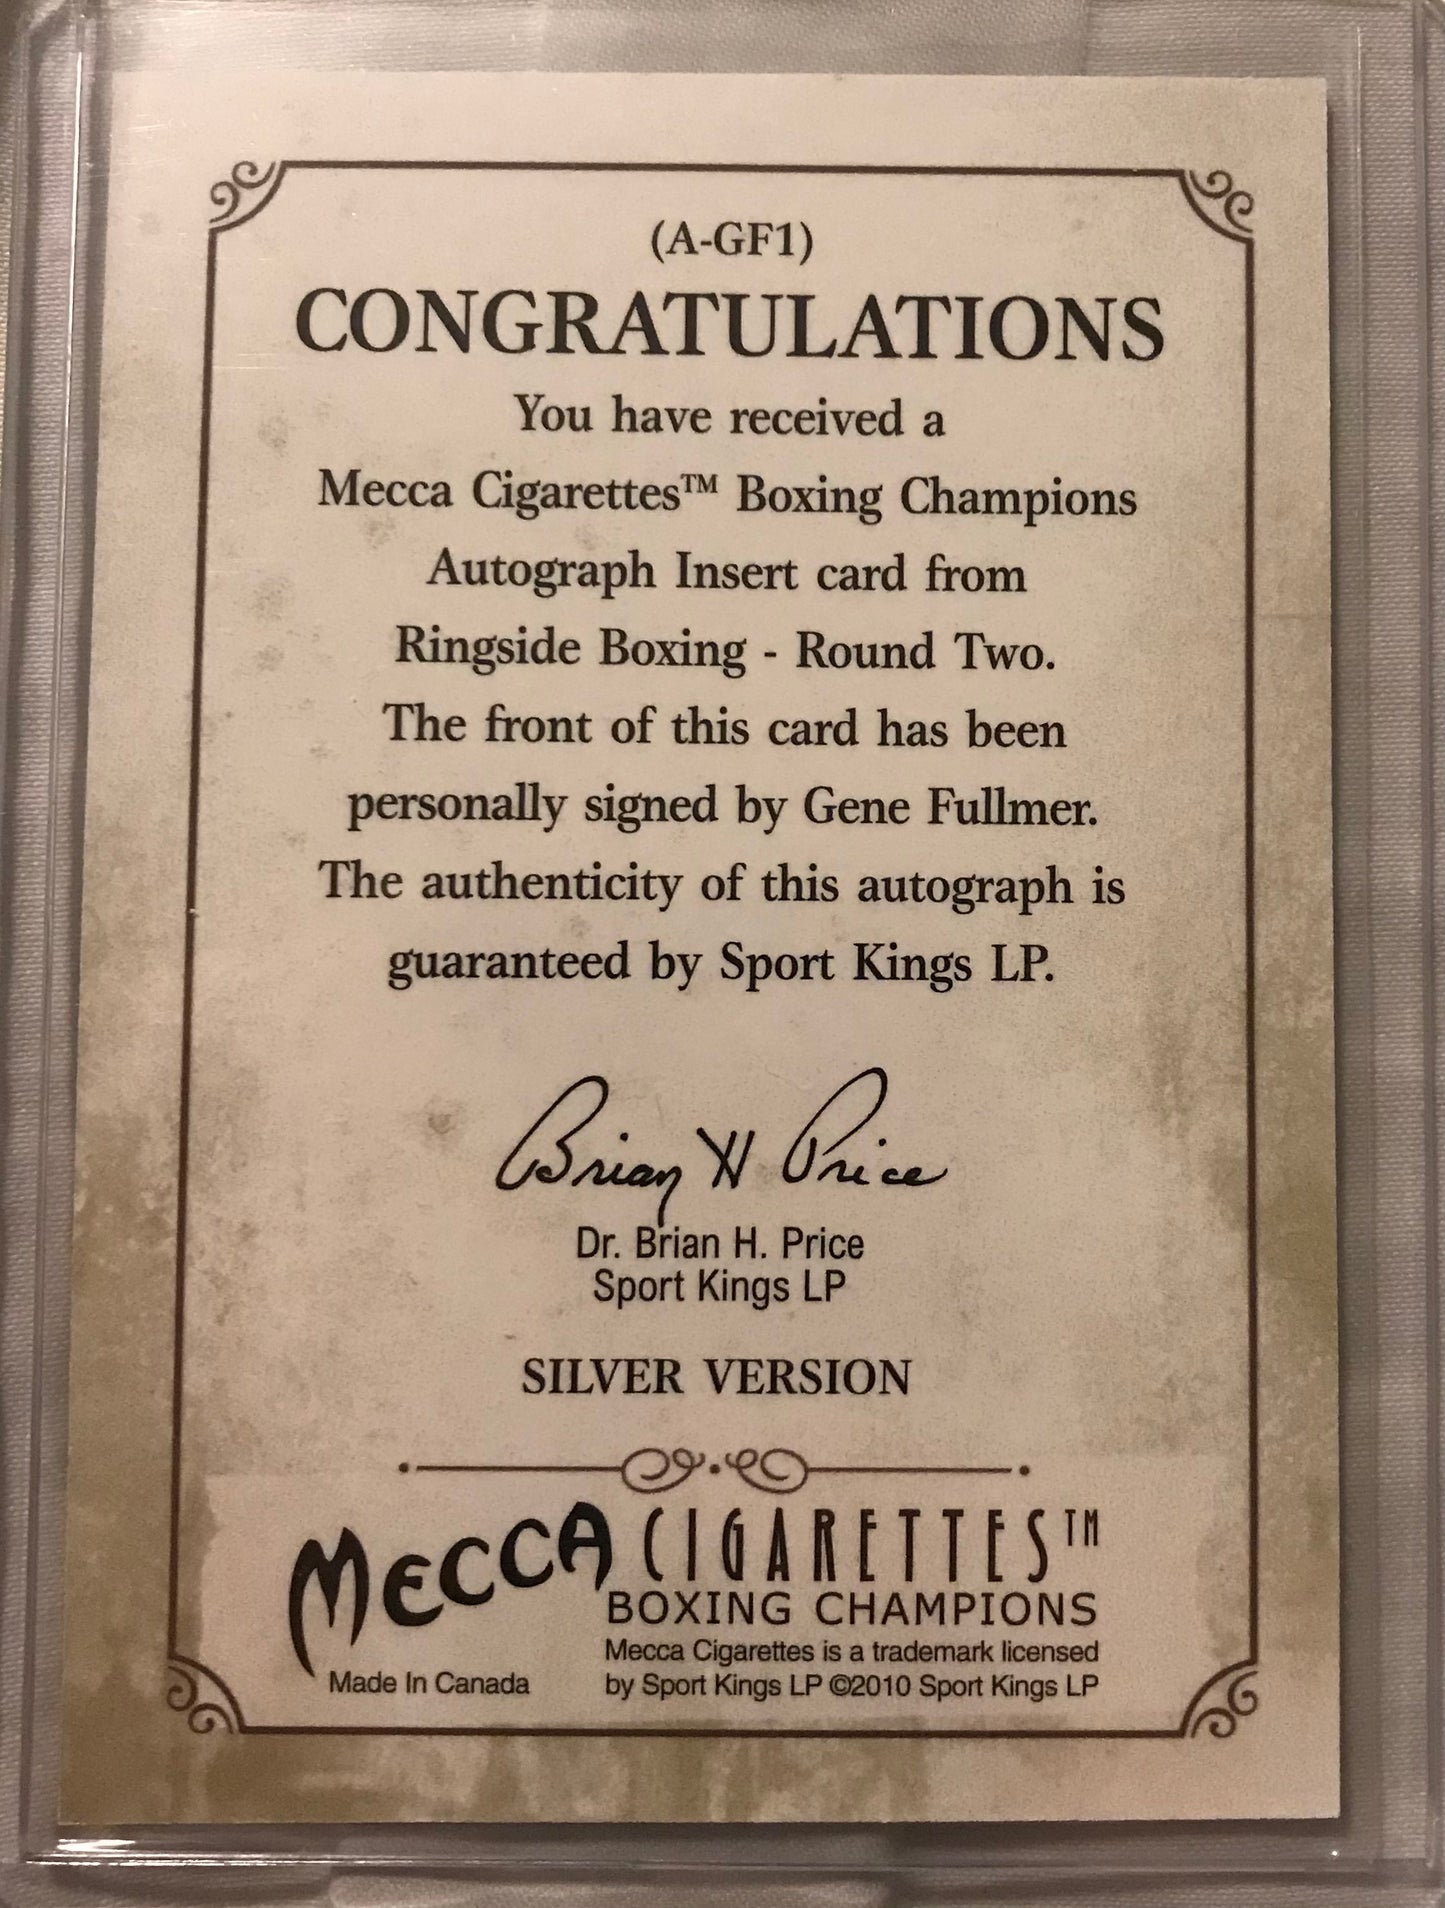 (A-GF1)
CONGRATULATIONS
You have received a
Mecca Cigarettes™ Boxing Champions
Autograph Insert card from
Ringside Boxing - Round Two.
The front of this card has been
personally signed by Gene Fullmer.
The authenticity of this autograph is
guaranteed by Sport Kings LP.
Brian H Price
Dr. Brian H. Price
Sport Kings LP
SILVER VERSION
MECCA CIGARETTES™
BOXING CHAMPIONS
Mecca Cigarettes is a trademark licensed
Made In Canada by Sport Kings LP ©2010 Sport Kings LP